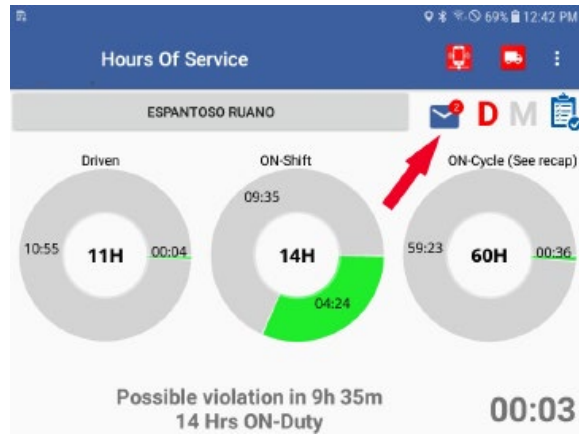 69% 12:42 PM
Hours Of Service
ESPANTOSO RUANO
2
D M
Driven
ON-Shift
ON-Cycle (See recap)
10:55
11H
00:04
09:35
14H
04:24
59:23
60H
00:36
Possible violation in 9h 35m
14 Hrs ON-Duty
00:03